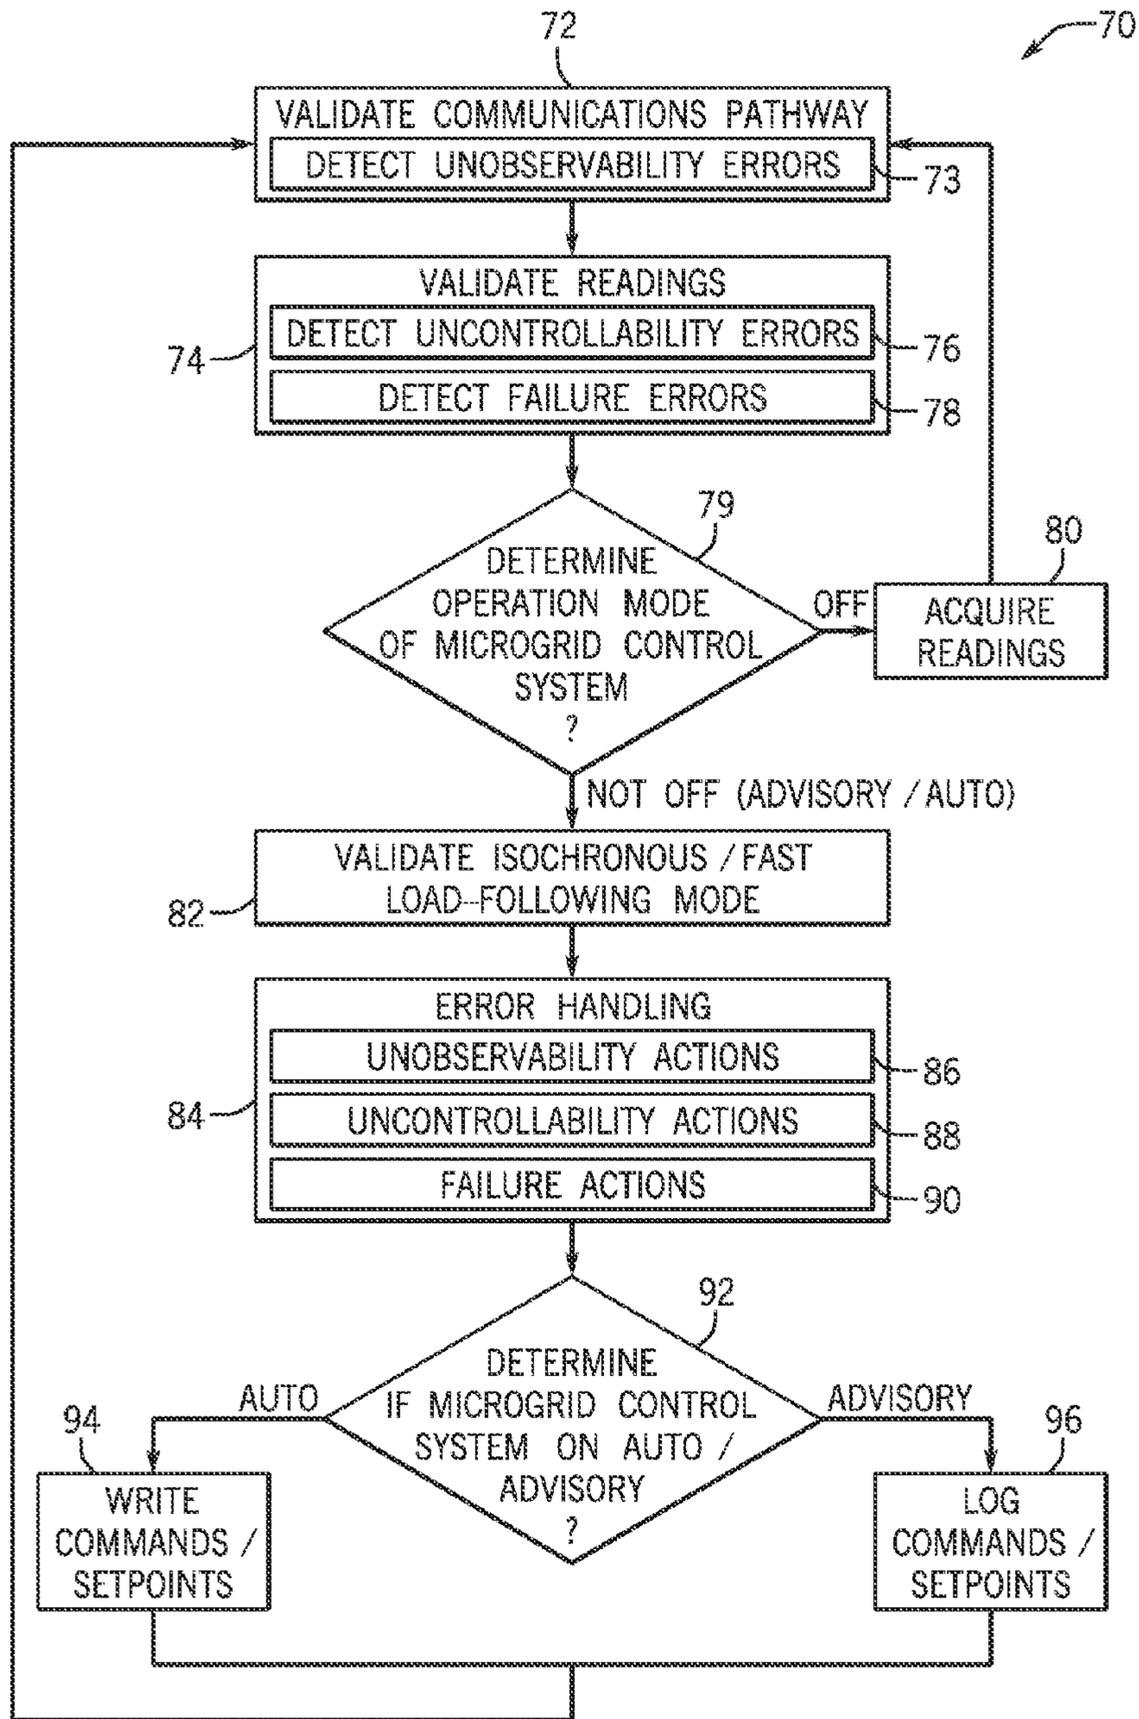 70
72
VALIDATE COMMUNICATIONS PATHWAY
DETECT UNOBSERVABILITY ERRORS
73
VALIDATE READINGS
DETECT UNCONTROLLABILITY ERRORS
74
76
DETECT FAILURE ERRORS
78
79
DETERMINE
OPERATION MODE
OF MICROGRID CONTROL
SYSTEM
?
OFF
80
ACQUIRE
READINGS
NOT OFF (ADVISORY / AUTO)
VALIDATE ISOCHRONOUS / FAST
LOAD-FOLLOWING MODE
82
ERROR HANDLING
UNOBSERVABILITY ACTIONS
86
84
UNCONTROLLABILITY ACTIONS
88
FAILURE ACTIONS
90
92
DETERMINE
IF MICROGRID CONTROL
SYSTEM ON AUTO /
ADVISORY
?
AUTO
ADVISORY
94
WRITE
COMMANDS /
SETPOINTS
96
LOG
COMMANDS /
SETPOINTS